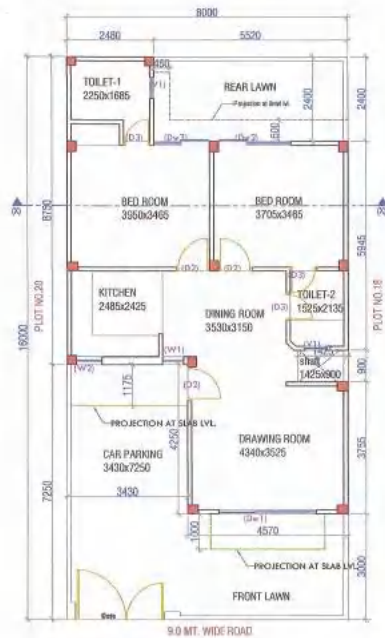 8000
2480
5520
450
TOILET-1
2250x1685
(V1)
REAR LAWN
Projection at lintel lvl.
2400
2400
600
(D3)
(Dw2)
(Dw2)
BED ROOM
3950x3465
BED ROOM
3705x3465
6750
5945
(D2)
(D2)
KITCHEN
2485x2425
DINING ROOM
3530x3150
(D3)
TOILET-2
1525x2135
(D3)
PLOT NO.20
16000
PLOT NO.18
(V1)
shaft
1425x900
900
(W2)
(W1)
1175
(D2)
PROJECTION AT SLAB LVL.
4250
CAR PARKING
3430x7250
DRAWING ROOM
4340x3525
3755
7250
3430
(Dw1)
4570
1000
PROJECTION AT SLAB LVL.
3000
FRONT LAWN
Gate
9.0 MT. WIDE ROAD